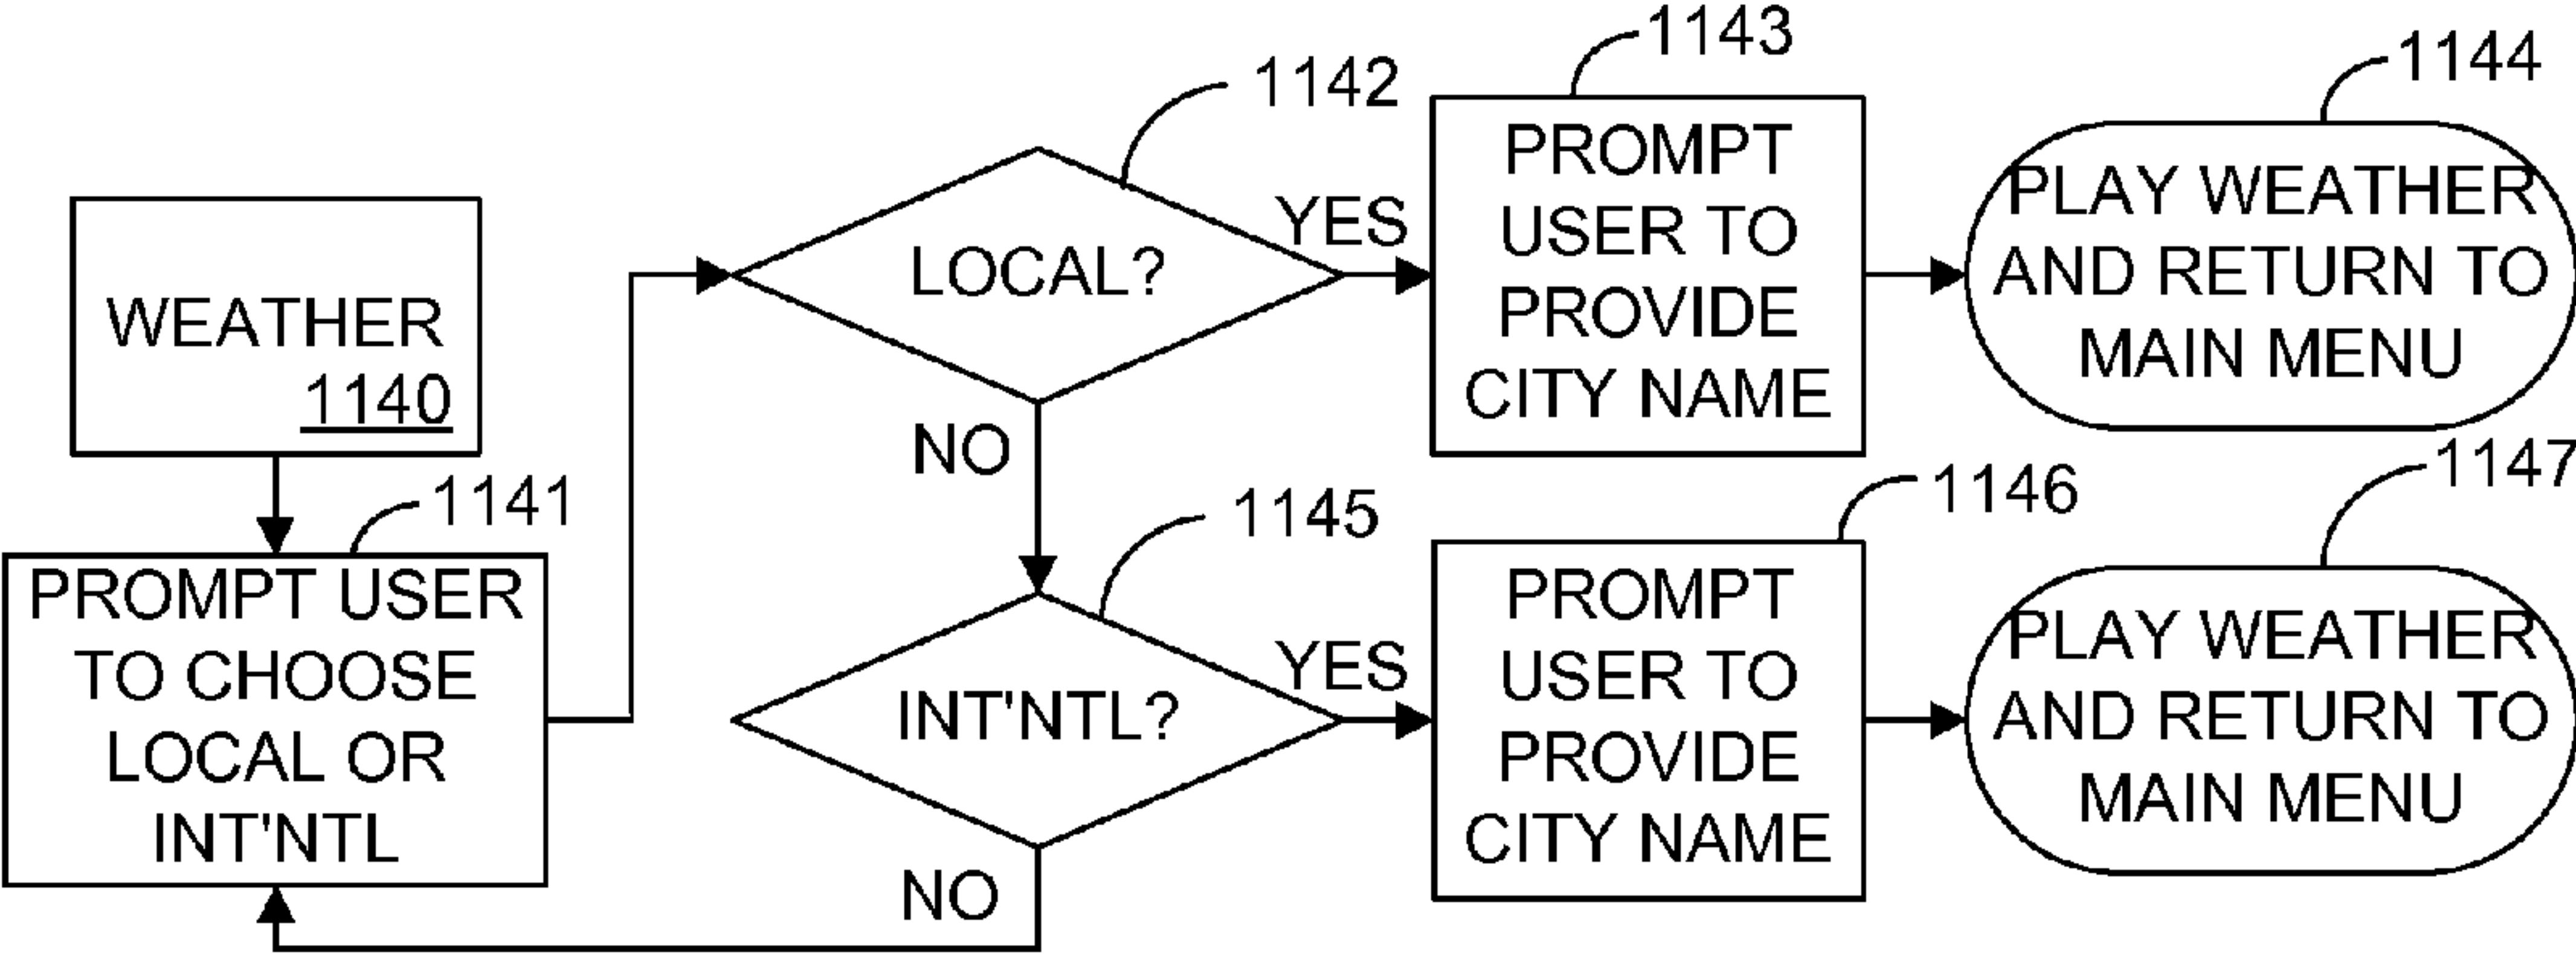 WEATHER
1140
1141
PROMPT USER
TO CHOOSE
LOCAL OR
INT'NTL
1142
LOCAL?
YES
NO
1143
PROMPT
USER TO
PROVIDE
CITY NAME
1144
PLAY WEATHER
AND RETURN TO
MAIN MENU
1145
INT'NTL?
YES
NO
1146
PROMPT
USER TO
PROVIDE
CITY NAME
1147
PLAY WEATHER
AND RETURN TO
MAIN MENU